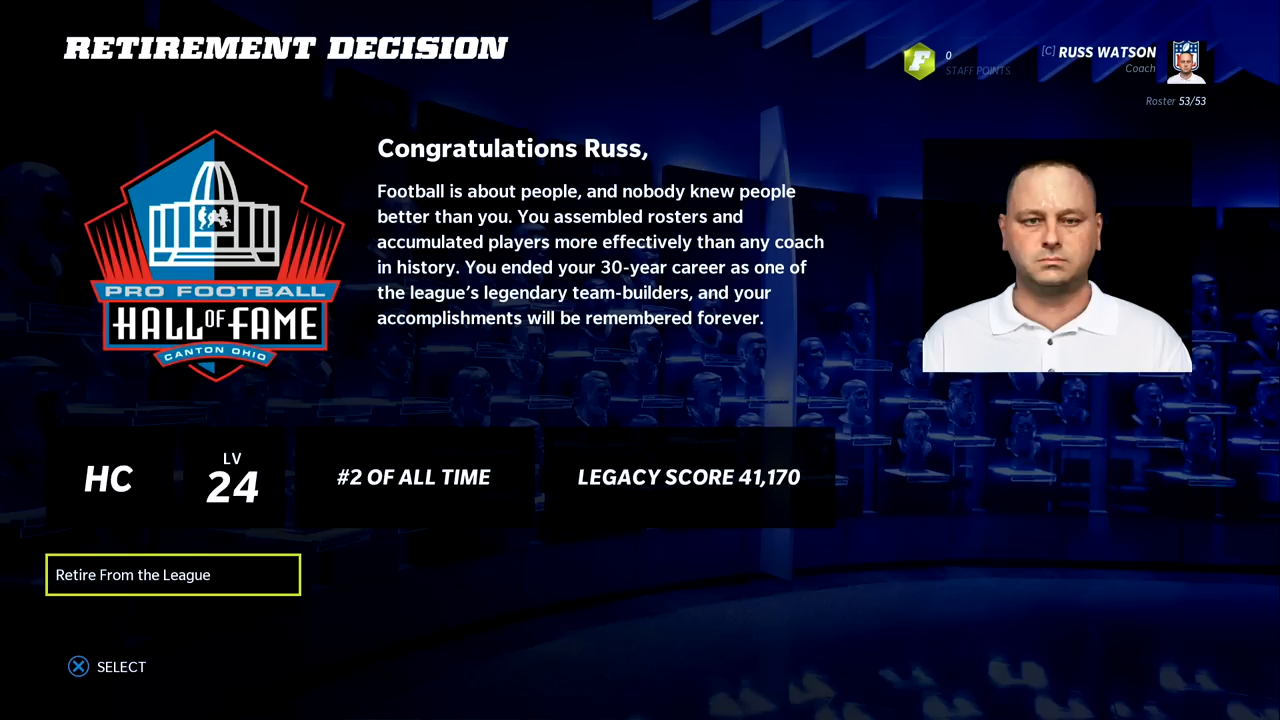 RETIREMENT DECISION
0
STAFF POINTS
[C] RUSS WATSON
Coach
Roster 53/53
Congratulations Russ,
Football is about people, and nobody knew people
better than you. You assembled rosters and
accumulated players more effectively than any coach
in history. You ended your 30-year career as one of
the league's legendary team-builders, and your
accomplishments will be remembered forever.
PRO FOOTBALL
HALL OF FAME
CANTON OHIO
HC
LV
24
#2 OF ALL TIME
LEGACY SCORE 41,170
Retire From the League
SELECT